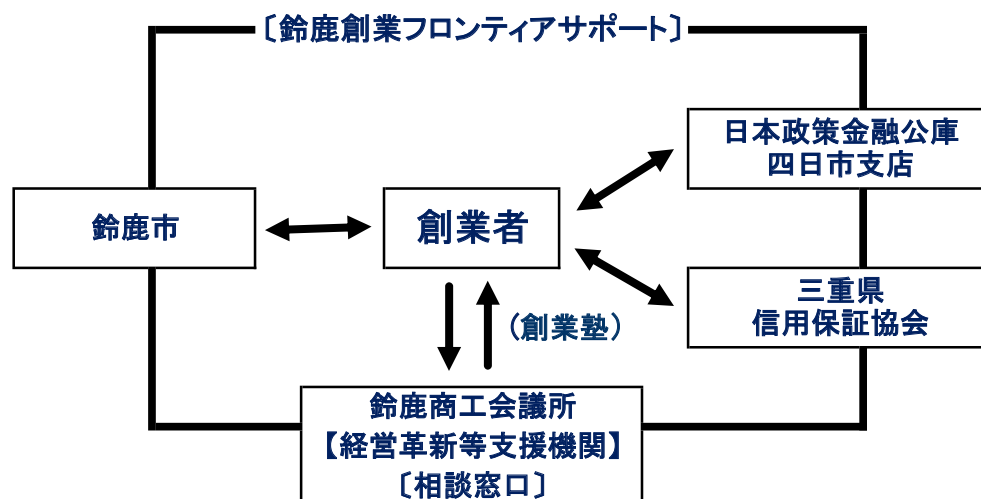 〔鈴鹿創業フロンティアサポート〕
日本政策金融公庫
四日市支店
鈴鹿市
創業者
三重県
信用保証協会
（創業塾）
鈴鹿商工会議所
【経営革新等支援機関】
〔相談窓口〕